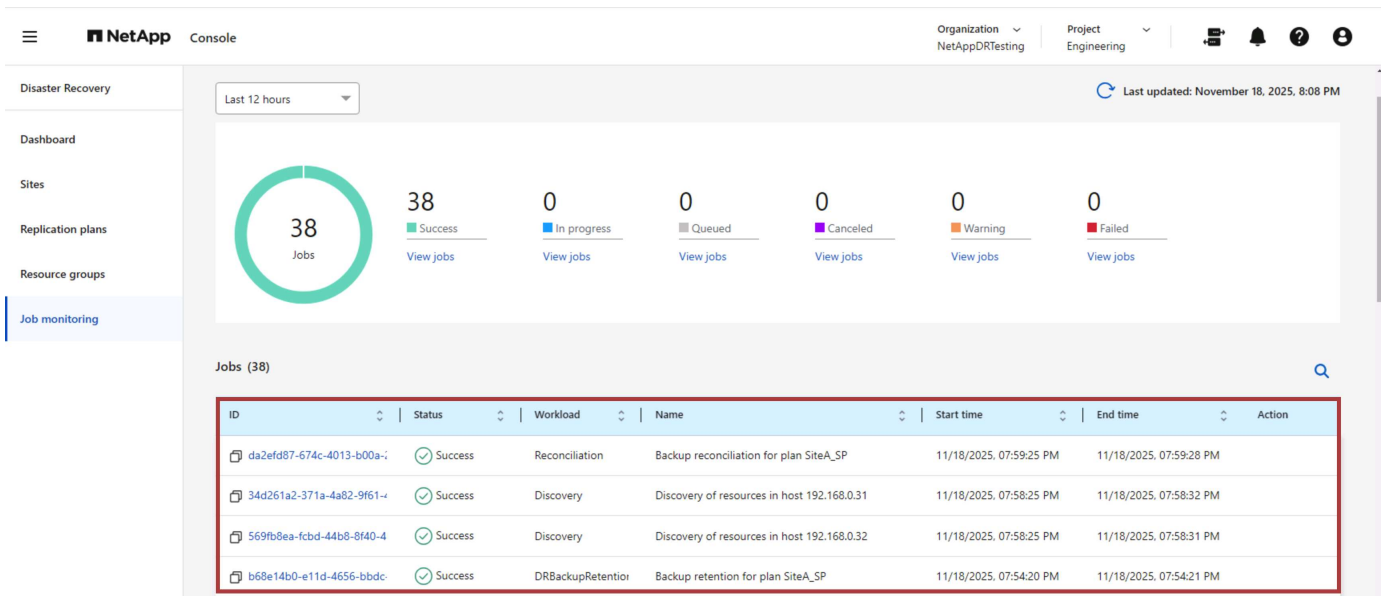 NetApp Console
Organization
NetAppDRTesting
Project
Engineering
Disaster Recovery
Dashboard
Sites
Replication plans
Resource groups
Job monitoring
Last 12 hours
Last updated: November 18, 2025, 8:08 PM
38
Jobs
38
Success
View jobs
0
In progress
View jobs
0
Queued
View jobs
0
Canceled
View jobs
0
Warning
View jobs
0
Failed
View jobs
Jobs (38)
ID Status Workload Name Start time End time Action
da2efd87-674c-4013-b00a- Success Reconciliation Backup reconciliation for plan SiteA_SP 11/18/2025, 07:59:25 PM 11/18/2025, 07:59:28 PM
34d261a2-371a-4a82-9f61- Success Discovery Discovery of resources in host 192.168.0.31 11/18/2025, 07:58:25 PM 11/18/2025, 07:58:32 PM
569fb8ea-fcbd-44b8-8f40-4 Success Discovery Discovery of resources in host 192.168.0.32 11/18/2025, 07:58:25 PM 11/18/2025, 07:58:31 PM
b68e14b0-e11d-4656-bbdc- Success DRBackupRetention Backup retention for plan SiteA_SP 11/18/2025, 07:54:20 PM 11/18/2025, 07:54:21 PM